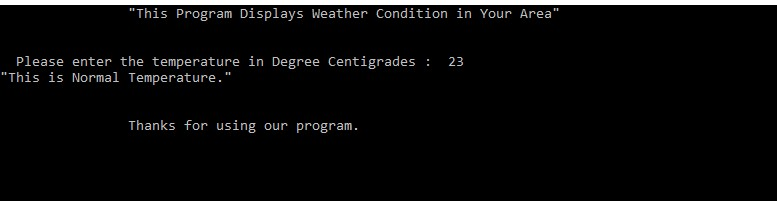 "This Program Displays Weather Condition in Your Area"
Please enter the temperature in Degree Centigrades :  23
"This is Normal Temperature."
Thanks for using our program.